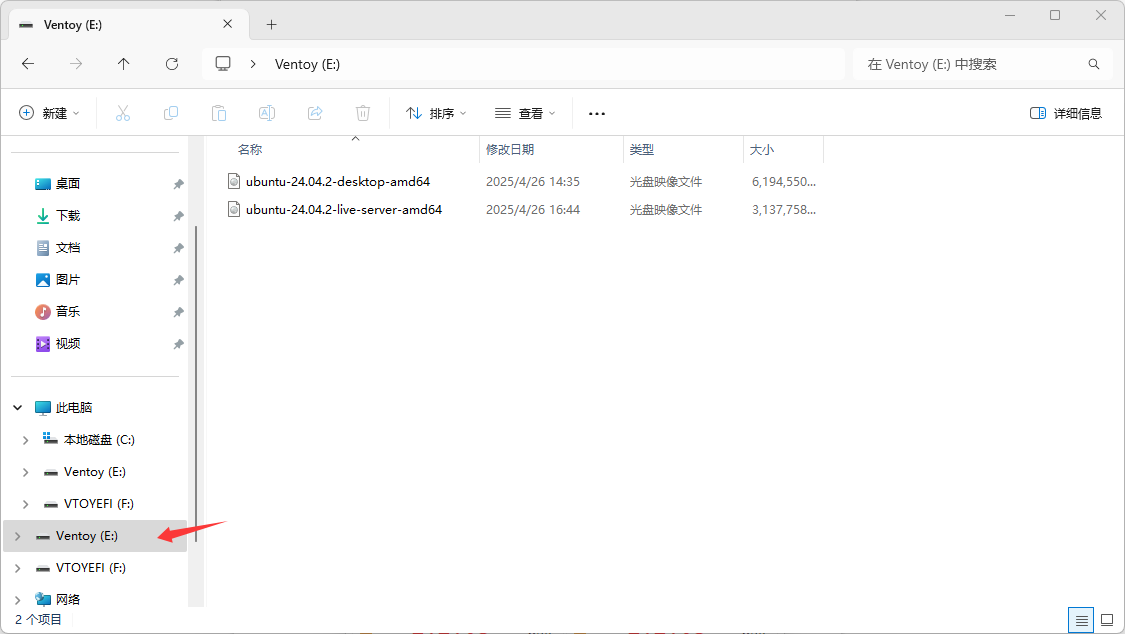 Ventoy (E:)
Ventoy (E:)
在 Ventoy (E:) 中搜索
新建
排序
查看
详细信息
名称
修改日期
类型
大小
ubuntu-24.04.2-desktop-amd64
2025/4/26 14:35
光盘映像文件
6,194,550...
ubuntu-24.04.2-live-server-amd64
2025/4/26 16:44
光盘映像文件
3,137,758...
桌面
下载
文档
图片
音乐
视频
此电脑
本地磁盘 (C:)
Ventoy (E:)
VTOYEFI (F:)
Ventoy (E:)
VTOYEFI (F:)
网络
2 个项目